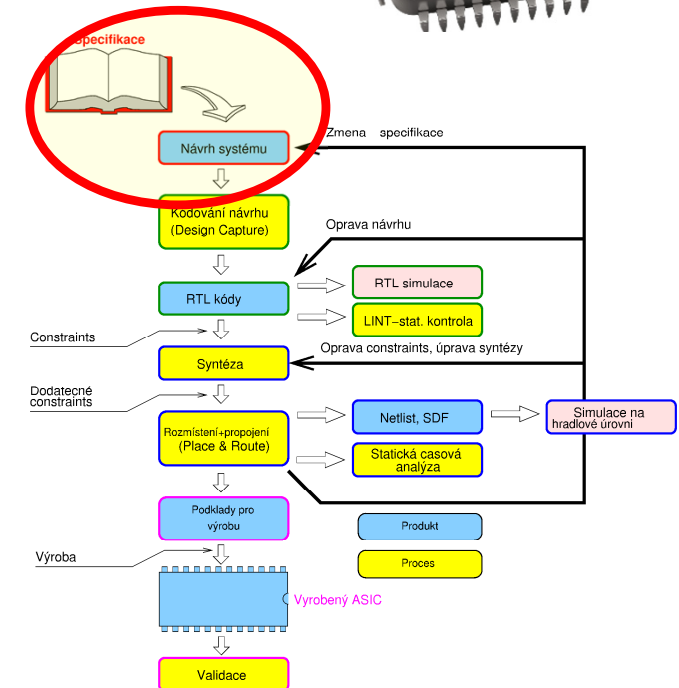 specifikace
Zmena specifikace
Návrh systému
Kódování návrhu
(Design Capture)
Oprava návrhu
RTL kódy
RTL simulace
LINT-stat. kontrola
Constraints
Oprava constraints, úprava syntézy
Syntéza
Dodatecné
constraints
Rozmístení+propojení
(Place & Route)
Netlist, SDF
Simulace na
hradlové úrovni
Statická casová
analýza
Podklady pro
výrobu
Produkt
Výroba
Proces
Vyrobený ASIC
Validace